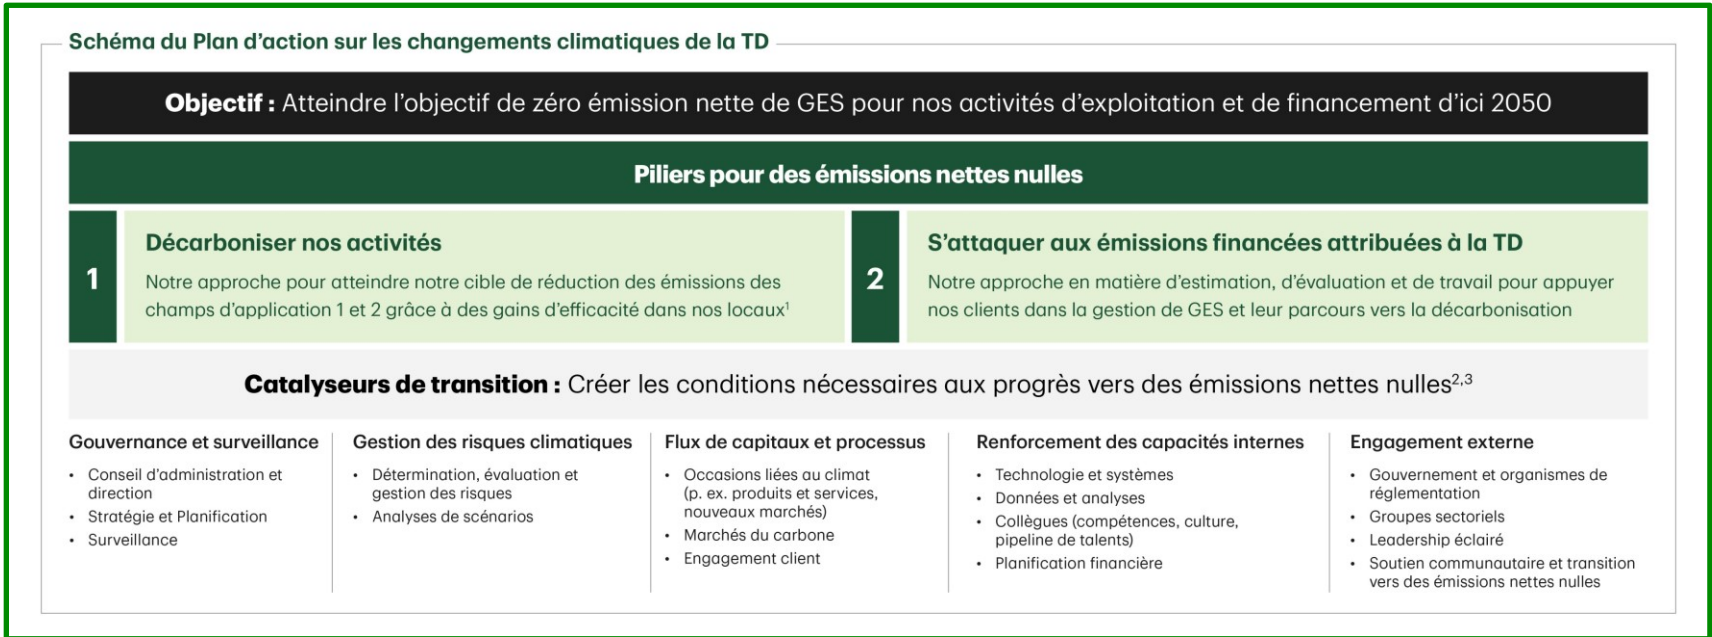 Schéma du Plan d'action sur les changements climatiques de la TD
Objectif : Atteindre l'objectif de zéro émission nette de GES pour nos activités d'exploitation et de financement d'ici 2050
Piliers pour des émissions nettes nulles
1
Décarboniser nos activités
Notre approche pour atteindre notre cible de réduction des émissions des
champs d'application 1 et 2 grâce à des gains d'efficacité dans nos locaux¹
2
S'attaquer aux émissions financées attribuées à la TD
Notre approche en matière d'estimation, d'évaluation et de travail pour appuyer
nos clients dans la gestion de GES et leur parcours vers la décarbonisation
Catalyseurs de transition : Créer les conditions nécessaires aux progrès vers des émissions nettes nulles²,³
Gouvernance et surveillance
• Conseil d'administration et
direction
• Stratégie et Planification
• Surveillance
Gestion des risques climatiques
• Détermination, évaluation et
gestion des risques
• Analyses de scénarios
Flux de capitaux et processus
• Occasions liées au climat
(p. ex. produits et services,
nouveaux marchés)
• Marchés du carbone
• Engagement client
Renforcement des capacités internes
• Technologie et systèmes
• Données et analyses
• Collègues (compétences, culture,
pipeline de talents)
• Planification financière
Engagement externe
• Gouvernement et organismes de
réglementation
• Groupes sectoriels
• Leadership éclairé
• Soutien communautaire et transition
vers des émissions nettes nulles